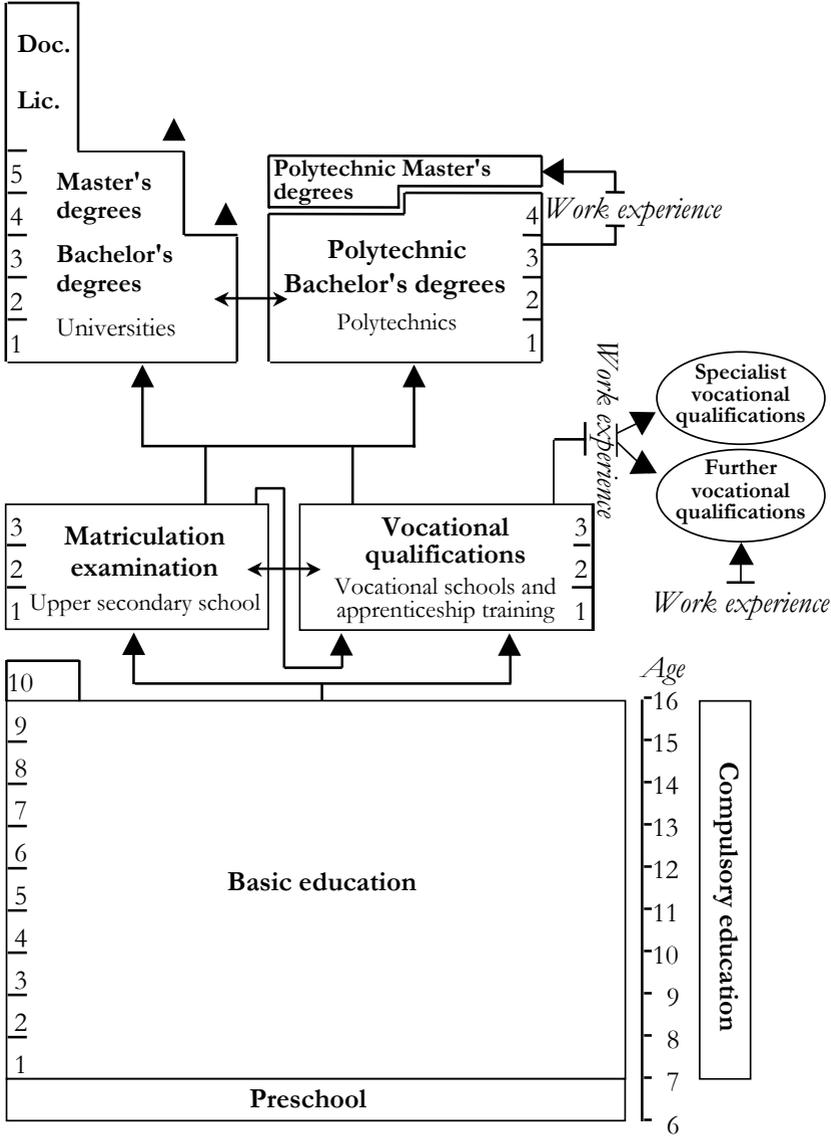 Doc.
Lic.
5
4
3
2
1
Master's
degrees
Bachelor's
degrees
Universities
Polytechnic Master's
degrees
Polytechnic
Bachelor's degrees
Polytechnics
4
3
2
1
Work experience
Work experience
Specialist
vocational
qualifications
Further
vocational
qualifications
Work experience
3
2
1
Matriculation
examination
Upper secondary school
Vocational
qualifications
Vocational schools and
apprenticeship training
3
2
1
10
9
8
7
6
5
4
3
2
1
Basic education
Preschool
Age
16
15
14
13
12
11
10
9
8
7
6
Compulsory education